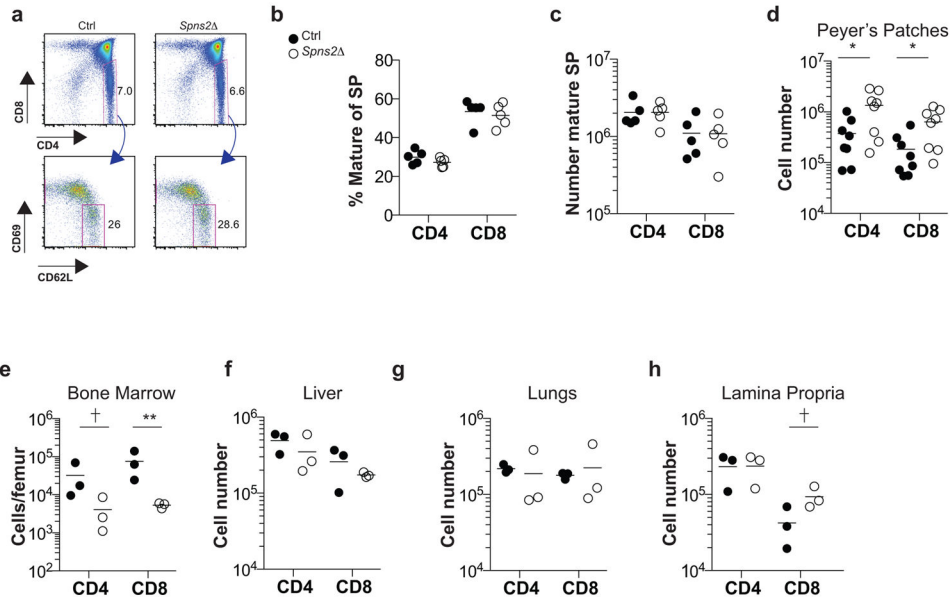 a
Ctrl
Spns2Δ
CD8
7.0
6.6
CD4
CD69
26
28.6
CD62L
b
Ctrl
Spns2Δ
% Mature of SP
80
60
40
20
0
CD4 CD8
c
Number mature SP
10^7
10^6
10^5
CD4 CD8
d
Peyer's Patches
* *
Cell number
10^7
10^6
10^5
10^4
CD4 CD8
e
Bone Marrow
† **
Cells/femur
10^6
10^5
10^4
10^3
10^2
CD4 CD8
f
Liver
Cell number
10^6
10^5
10^4
CD4 CD8
g
Lungs
Cell number
10^6
10^5
10^4
CD4 CD8
h
Lamina Propria
†
Cell number
10^6
10^5
10^4
CD4 CD8